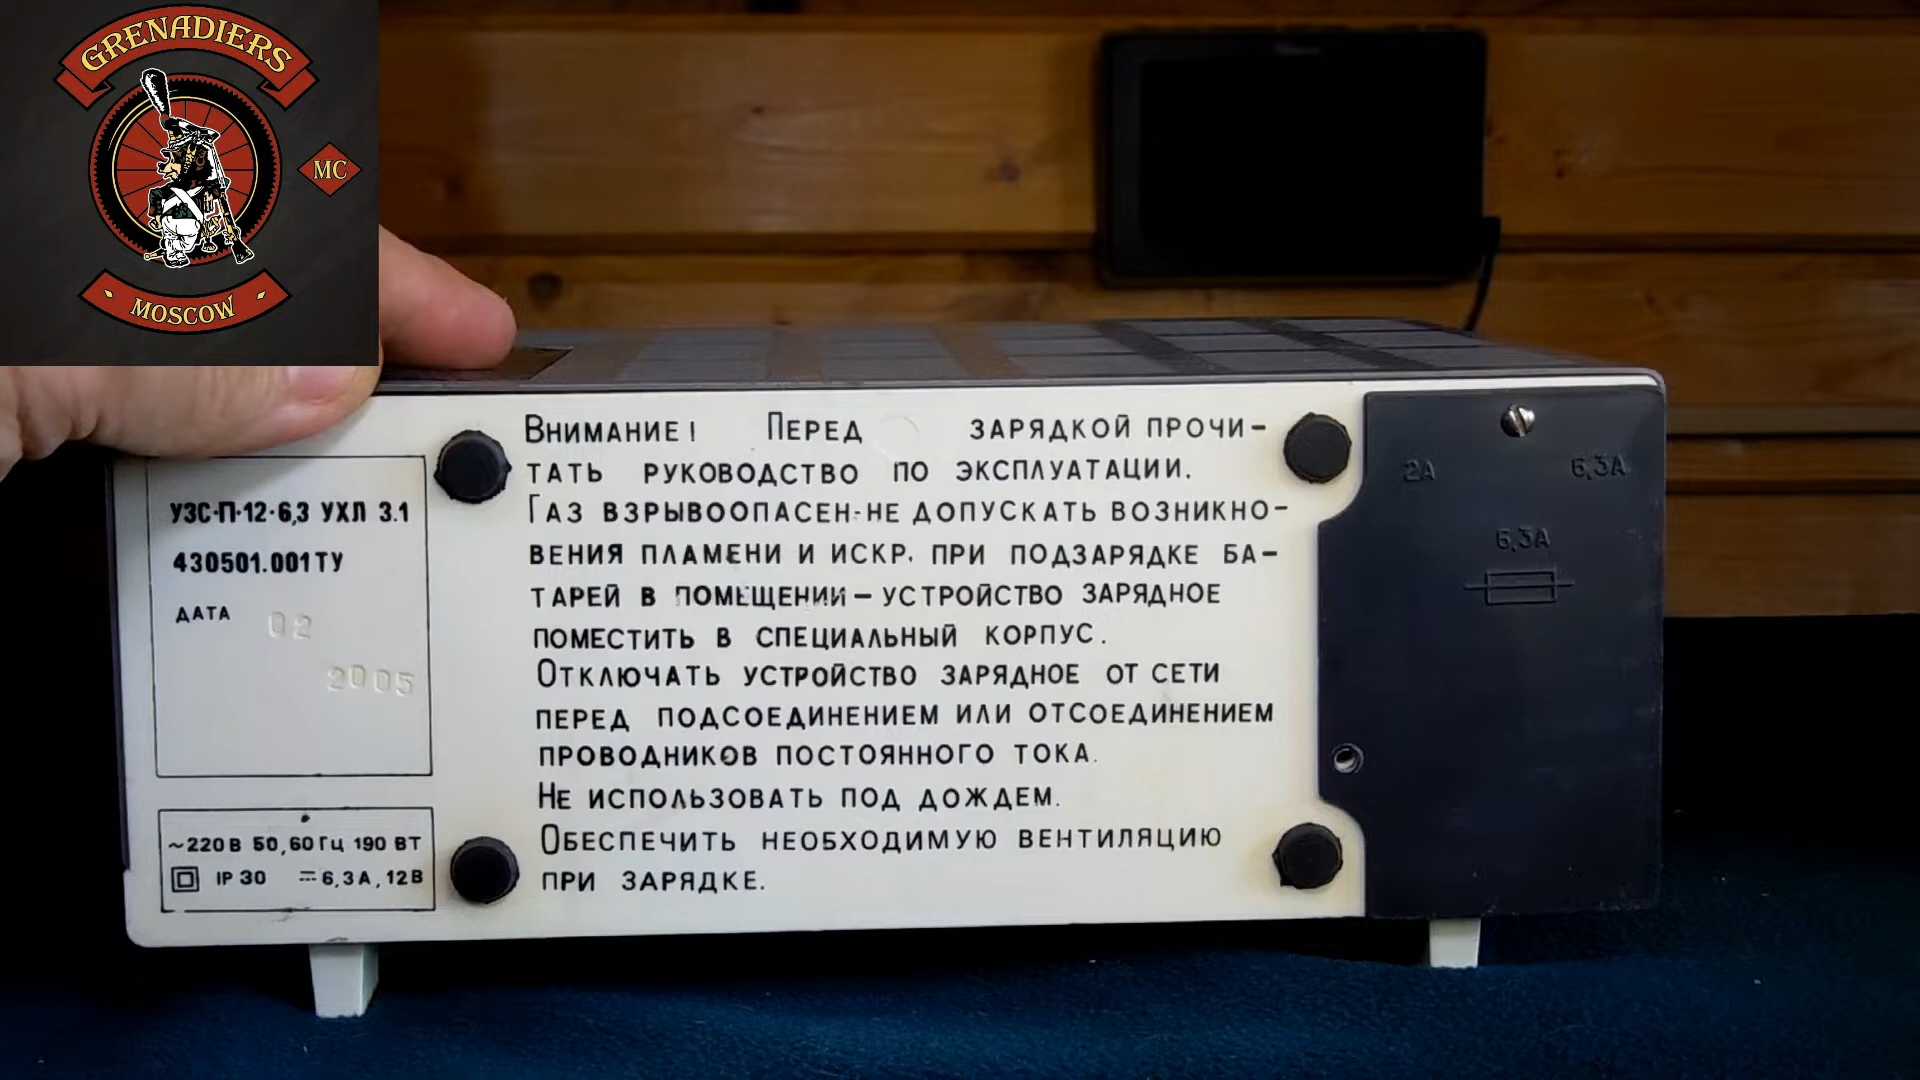 GRENADIERS
MC
MOSCOW
Внимание! Перед зарядкой прочи-
тать руководство по эксплуатации.
Газ взрывоопасен-не допускать возникно-
вения пламени и искр. при подзарядке ба-
тарей в помещении – устройство зарядное
поместить в специальный корпус.
Отключать устройство зарядное от сети
перед подсоединением или отсоединением
проводников постоянного тока.
Не использовать под дождем.
Обеспечить необходимую вентиляцию
при зарядке.
УЗС-П-12-6,3 УХЛ 3.1
430501.001ТУ
ДАТА 02
2005
~220В 50,60Гц 190 ВТ
IP 30 ⎓6,3А,12В
2А 6,3А
6,3А